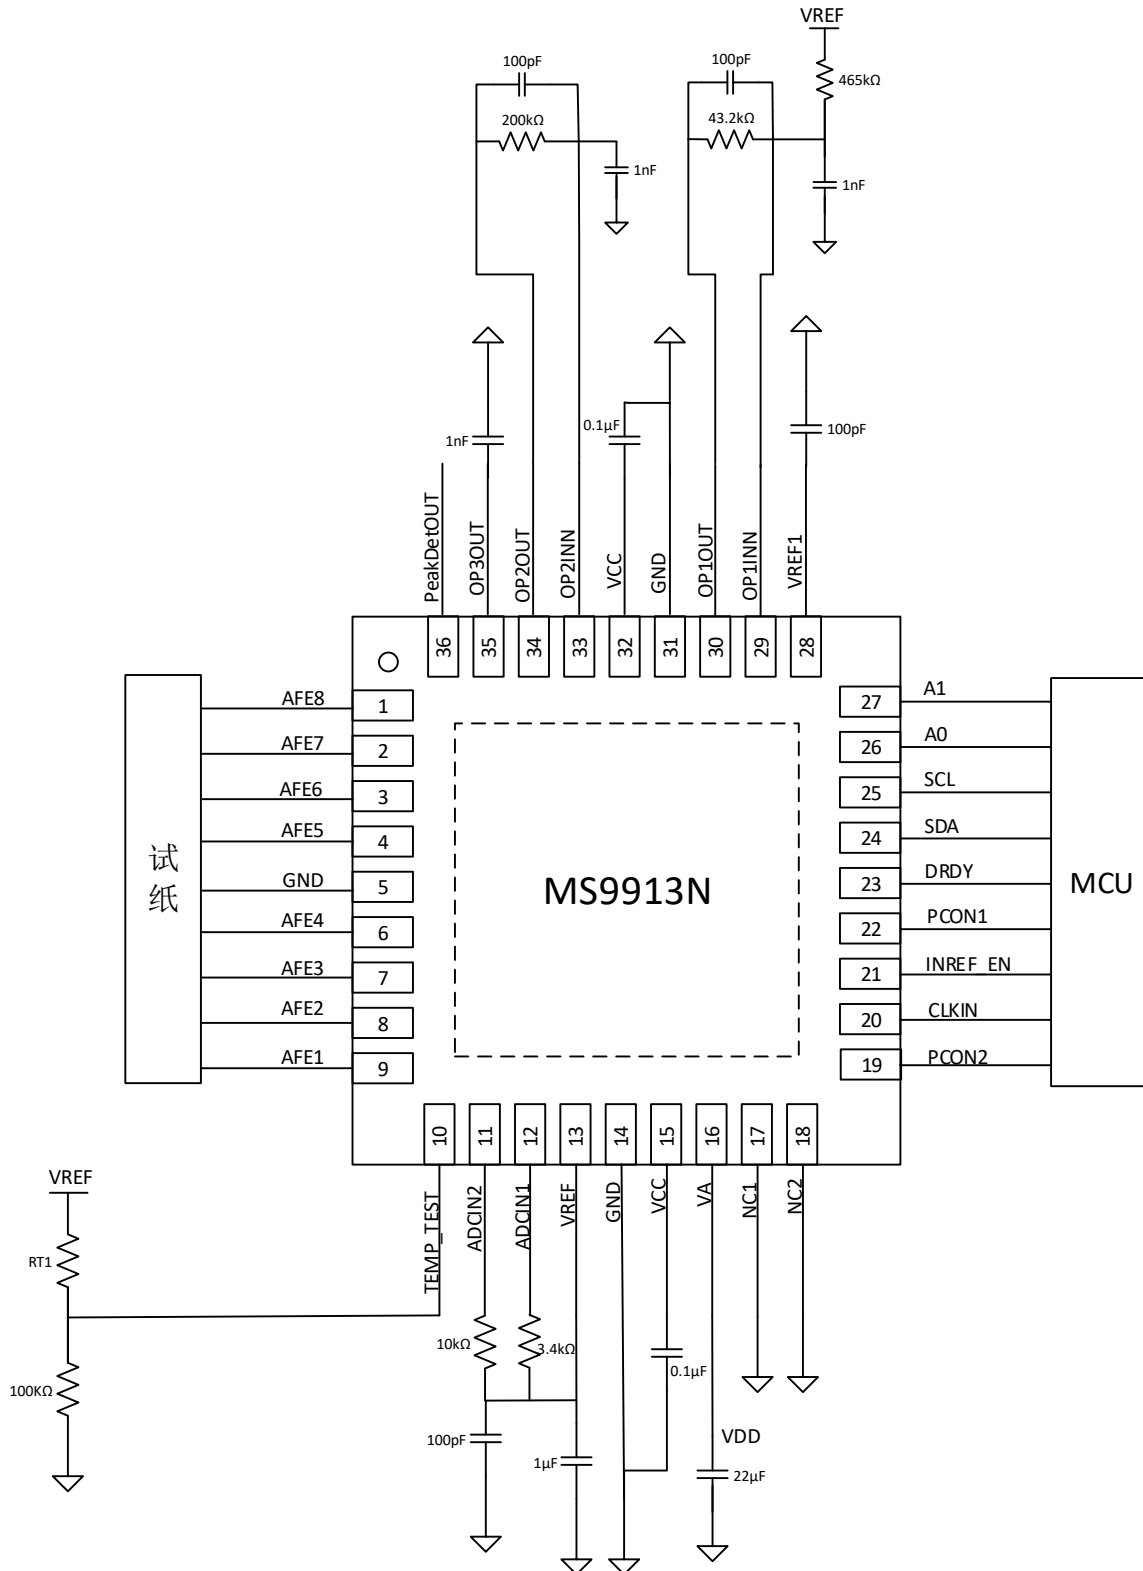 VREF
100pF
100pF
465kΩ
200kΩ
43.2kΩ
1nF
1nF
1nF
0.1µF
100pF
PeakDetOUT
OP3OUT
OP2OUT
OP2INN
VCC
GND
OP1OUT
OP1INN
VREF1
36
35
34
33
32
31
30
29
28
试
纸
AFE8
1
AFE7
2
AFE6
3
AFE5
4
GND
5
AFE4
6
AFE3
7
AFE2
8
AFE1
9
MS9913N
27
A1
26
A0
25
SCL
24
SDA
23
DRDY
22
PCON1
21
INREF_EN
20
CLKIN
19
PCON2
MCU
10
11
12
13
14
15
16
17
18
TEMP_TEST
ADCIN2
ADCIN1
VREF
GND
VCC
VA
NC1
NC2
VREF
RT1
100KΩ
10kΩ
3.4kΩ
0.1µF
100pF
1µF
VDD
22µF